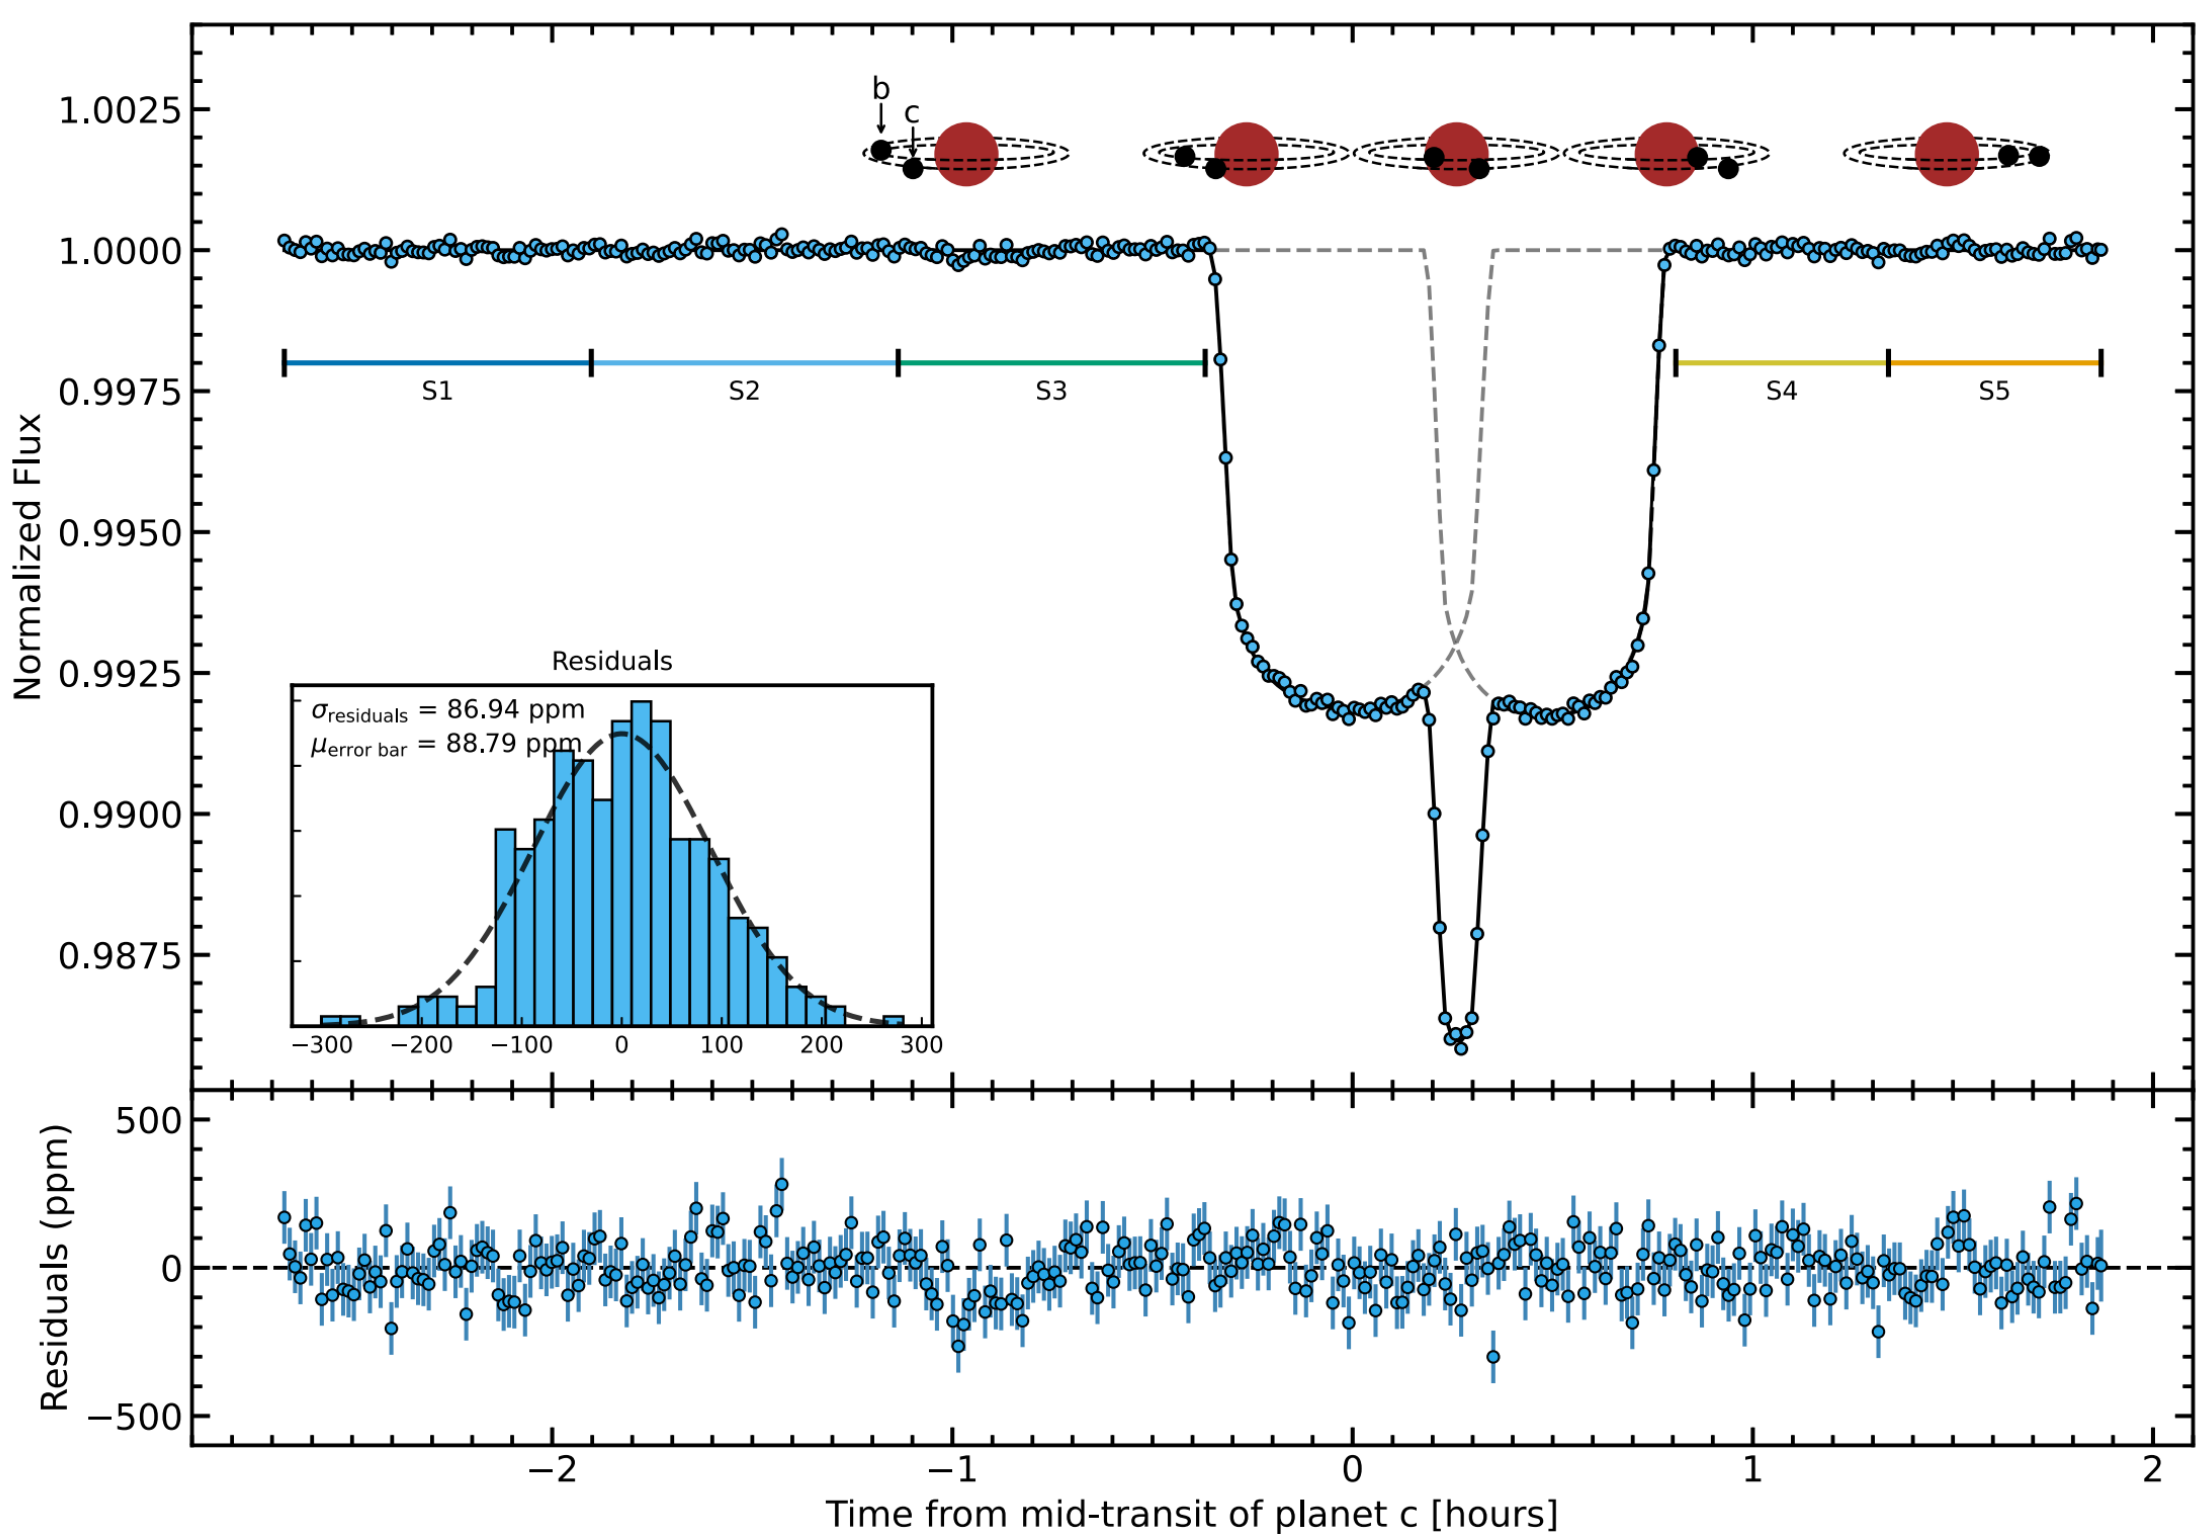 b
c
1.0025
1.0000
0.9975
0.9950
0.9925
0.9900
0.9875
Normalized Flux
S1
S2
S3
S4
S5
Residuals
σresiduals = 86.94 ppm
μerror bar = 88.79 ppm
−300 −200 −100 0 100 200 300
500
0
−500
Residuals (ppm)
−2 −1 0 1 2
Time from mid-transit of planet c [hours]